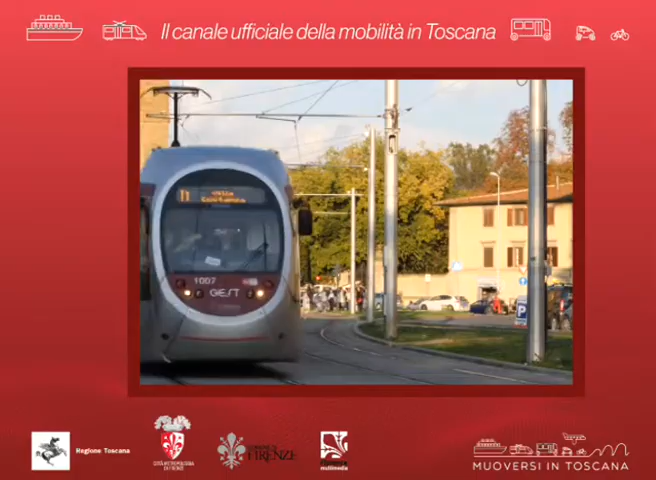 Il canale ufficiale della mobilità in Toscana
T1
Villa
Costanza
1007
GEST
P
Regione Toscana
CITTÀ METROPOLITANA
DI FIRENZE
COMUNE DI
FIRENZE
multimedia
MUOVERSI IN TOSCANA